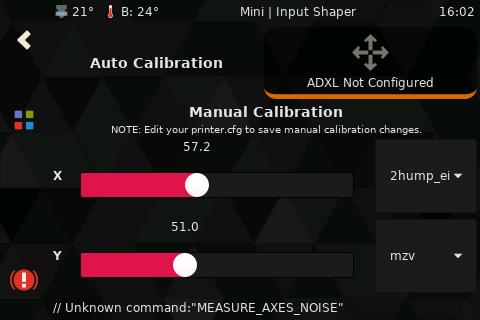 21° B: 24° Mini | Input Shaper 16:02
Auto Calibration
ADXL Not Configured
Manual Calibration
NOTE: Edit your printer.cfg to save manual calibration changes.
57.2
X
2hump_ei
51.0
Y
mzv
// Unknown command:"MEASURE_AXES_NOISE"